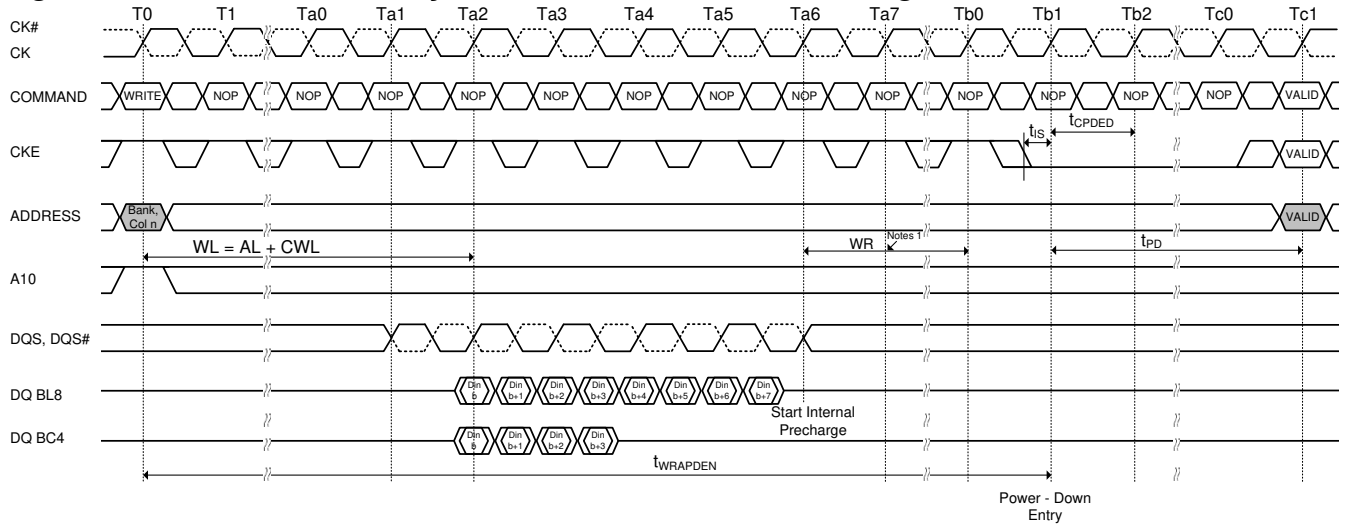 T0 T1 Ta0 Ta1 Ta2 Ta3 Ta4 Ta5 Ta6 Ta7 Tb0 Tb1 Tb2 Tc0 Tc1
CK#
CK
COMMAND WRITE NOP NOP NOP NOP NOP NOP NOP NOP NOP NOP NOP NOP NOP VALID
tIS tCPDED
CKE VALID
ADDRESS Bank, Col n VALID
WL = AL + CWL WR Notes 1 tPD
A10
DQS, DQS#
DQ BL8 Din b Din b+1 Din b+2 Din b+3 Din b+4 Din b+5 Din b+6 Din b+7
Start Internal
Precharge
DQ BC4 Din b Din b+1 Din b+2 Din b+3
tWRAPDEN
Power - Down
Entry